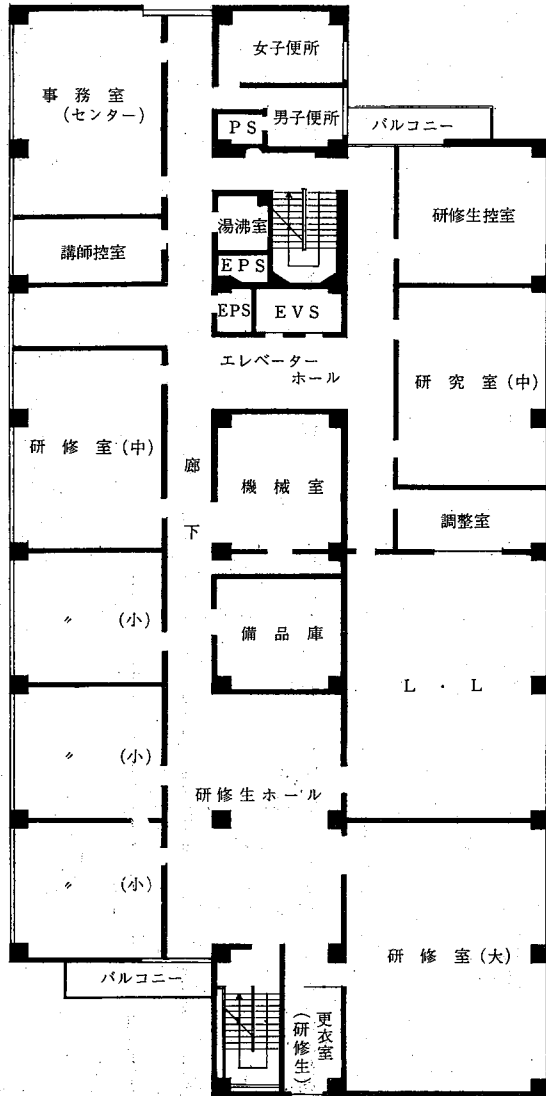 女子便所
事務室
(センター)
男子便所
PS
バルコニー
湯沸室
研修生控室
講師控室
EPS
EPS
EVS
エレベーター
ホール
研究室(中)
研修室(中)
廊下
機械室
調整室
〃 (小)
備品庫
L・L
〃 (小)
研修生ホール
〃 (小)
研修室(大)
バルコニー
更衣室
(研修生)